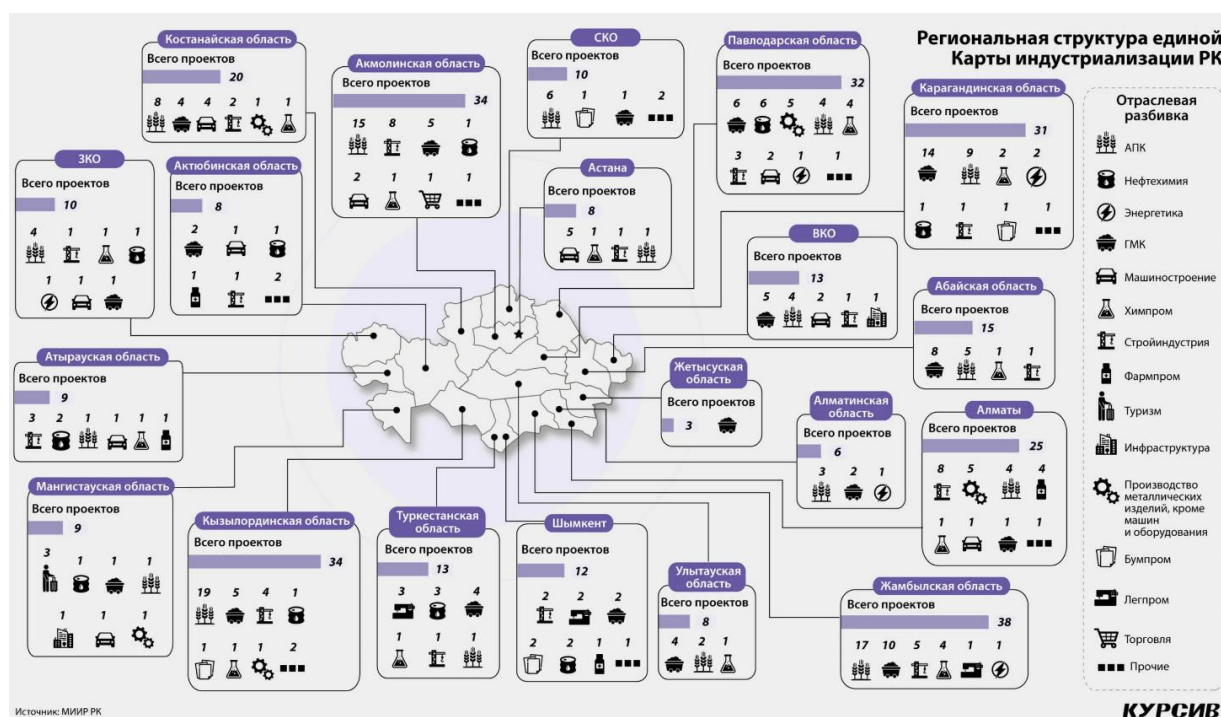 Региональная структура единой
Карты индустриализации РК
Костанайская область
Всего проектов
20
8 4 4 2 1 1
Акмолинская область
Всего проектов
34
15 8 5 1
2 1 1 1
СКО
Всего проектов
10
6 1 1 2
Павлодарская область
Всего проектов
32
6 6 5 4 4
3 2 1 1
Карагандинская область
Всего проектов
31
14 9 2 2
1 1 1 1
ЗКО
Всего проектов
10
4 1 1 1
1 1 1
Актюбинская область
Всего проектов
8
2 1 1
1 1 2
Астана
Всего проектов
8
5 1 1 1
ВКО
Всего проектов
13
5 4 2 1 1
Абайская область
Всего проектов
15
8 5 1 1
Атырауская область
Всего проектов
9
3 2 1 1 1 1
Жетысуская
область
Всего проектов
3
Алматинская
область
Всего проектов
6
3 2 1
Алматы
Всего проектов
25
8 5 4 4
1 1 1 1
Мангистауская область
Всего проектов
9
3 1 1 1
1 1 1
Кызылординская область
Всего проектов
34
19 5 4 1
1 1 1 2
Туркестанская
область
Всего проектов
13
3 3 4
1 1 1
Шымкент
Всего проектов
12
2 2 2
2 2 1 1
Улытауская
область
Всего проектов
8
4 2 1
Жамбылская область
Всего проектов
38
17 10 5 4 1 1
Отраслевая
разбивка
АПК
Нефтехимия
Энергетика
ГМК
Машиностроение
Химпром
Стройиндустрия
Фармпром
Туризм
Инфраструктура
Производство
металлических
изделий, кроме
машин
и оборудования
Бумпром
Легпром
Торговля
Прочие
Источник: МИИР РК
КУРСИВ